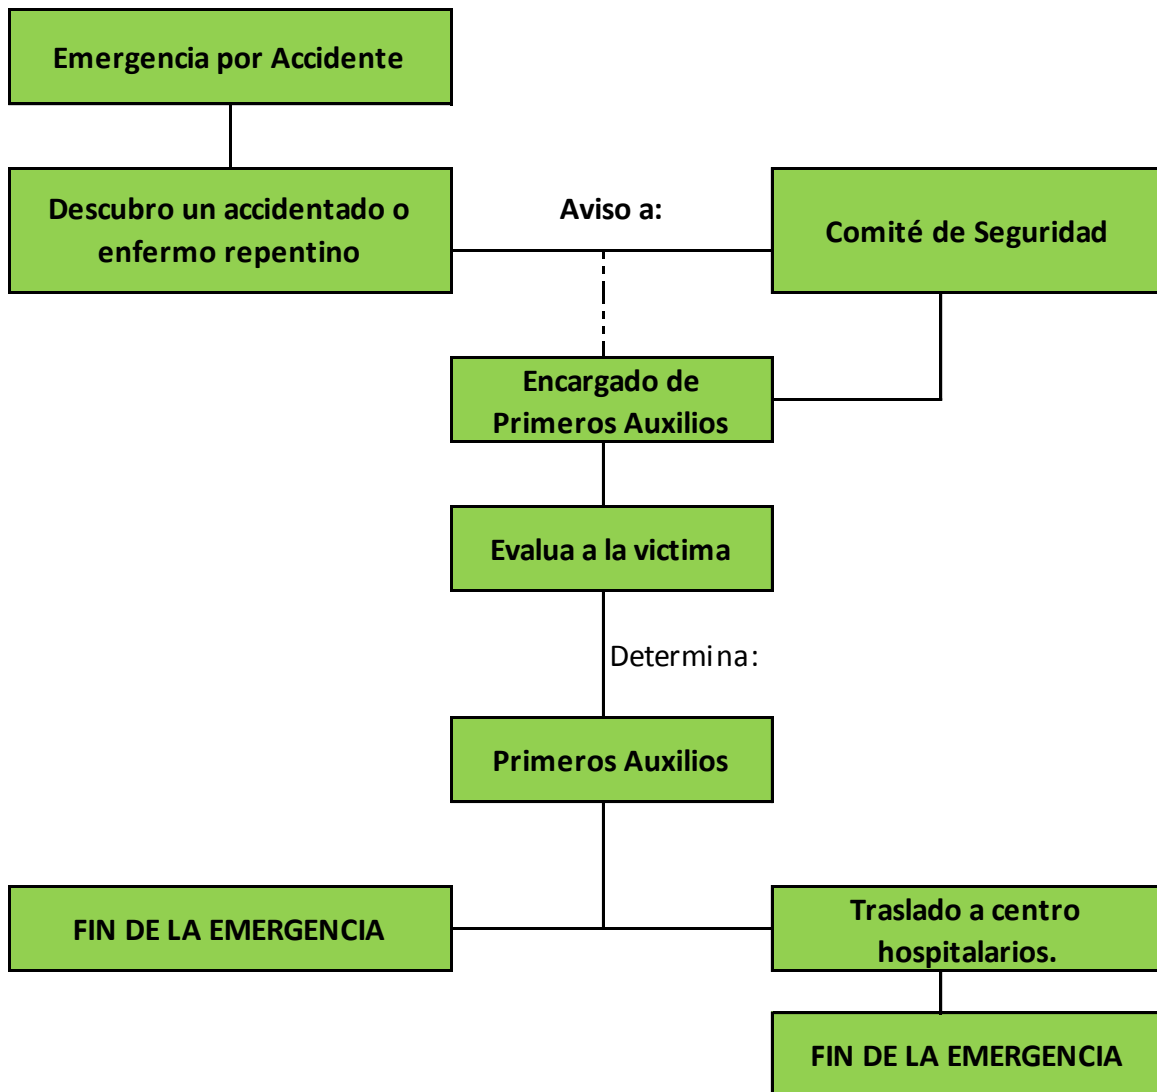 Emergencia por Accidente
Descubro un accidentado o
enfermo repentino
Aviso a:
Comité de Seguridad
Encargado de
Primeros Auxilios
Evalua a la victima
Determina:
Primeros Auxilios
FIN DE LA EMERGENCIA
Traslado a centro
hospitalarios.
FIN DE LA EMERGENCIA